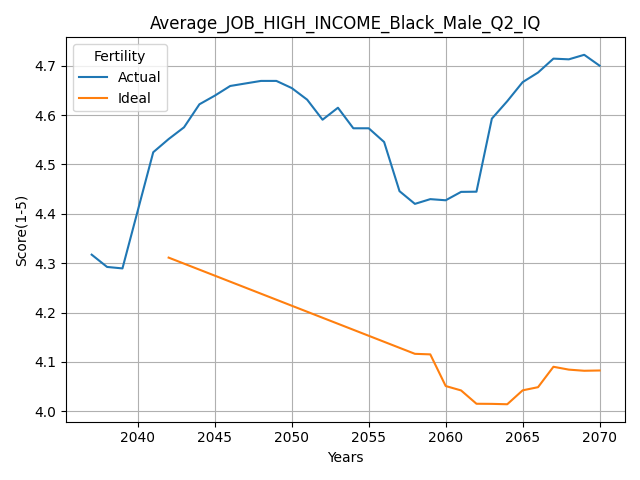 Average_JOB_HIGH_INCOME_Black_Male_Q2_IQ
Fertility
Actual
Ideal
Score(1-5)
4.7
4.6
4.5
4.4
4.3
4.2
4.1
4.0
2040 2045 2050 2055 2060 2065 2070
Years